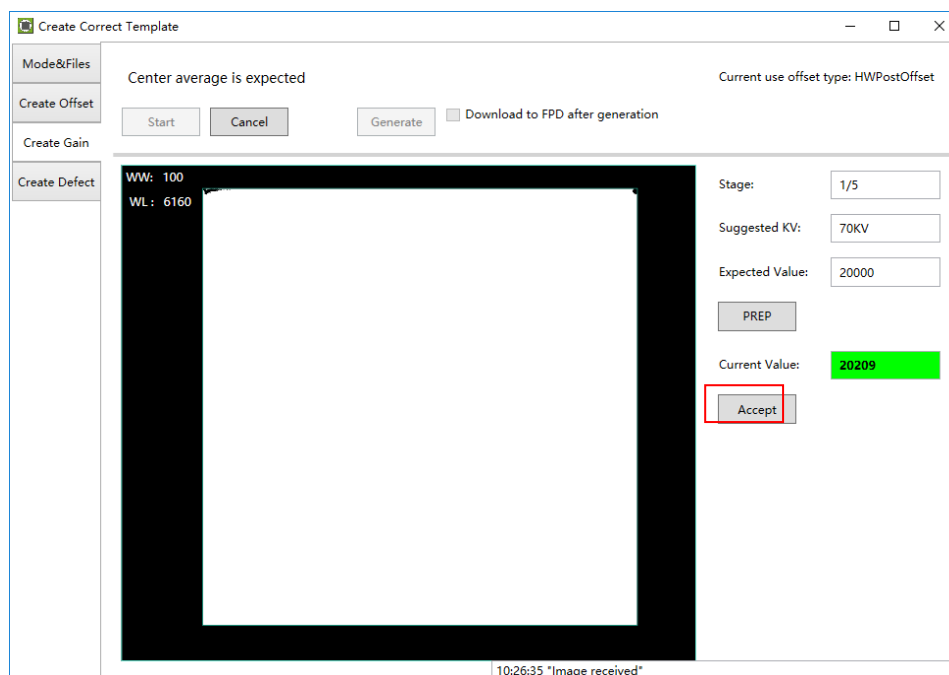 Create Correct Template
Mode&Files
Create Offset
Create Gain
Create Defect
Center average is expected
Current use offset type: HWPostOffset
Start
Cancel
Generate
Download to FPD after generation
WW: 100
WL: 6160
Stage:
1/5
Suggested KV:
70KV
Expected Value:
20000
PREP
Current Value:
20209
Accept
10:26:35 "Image received"